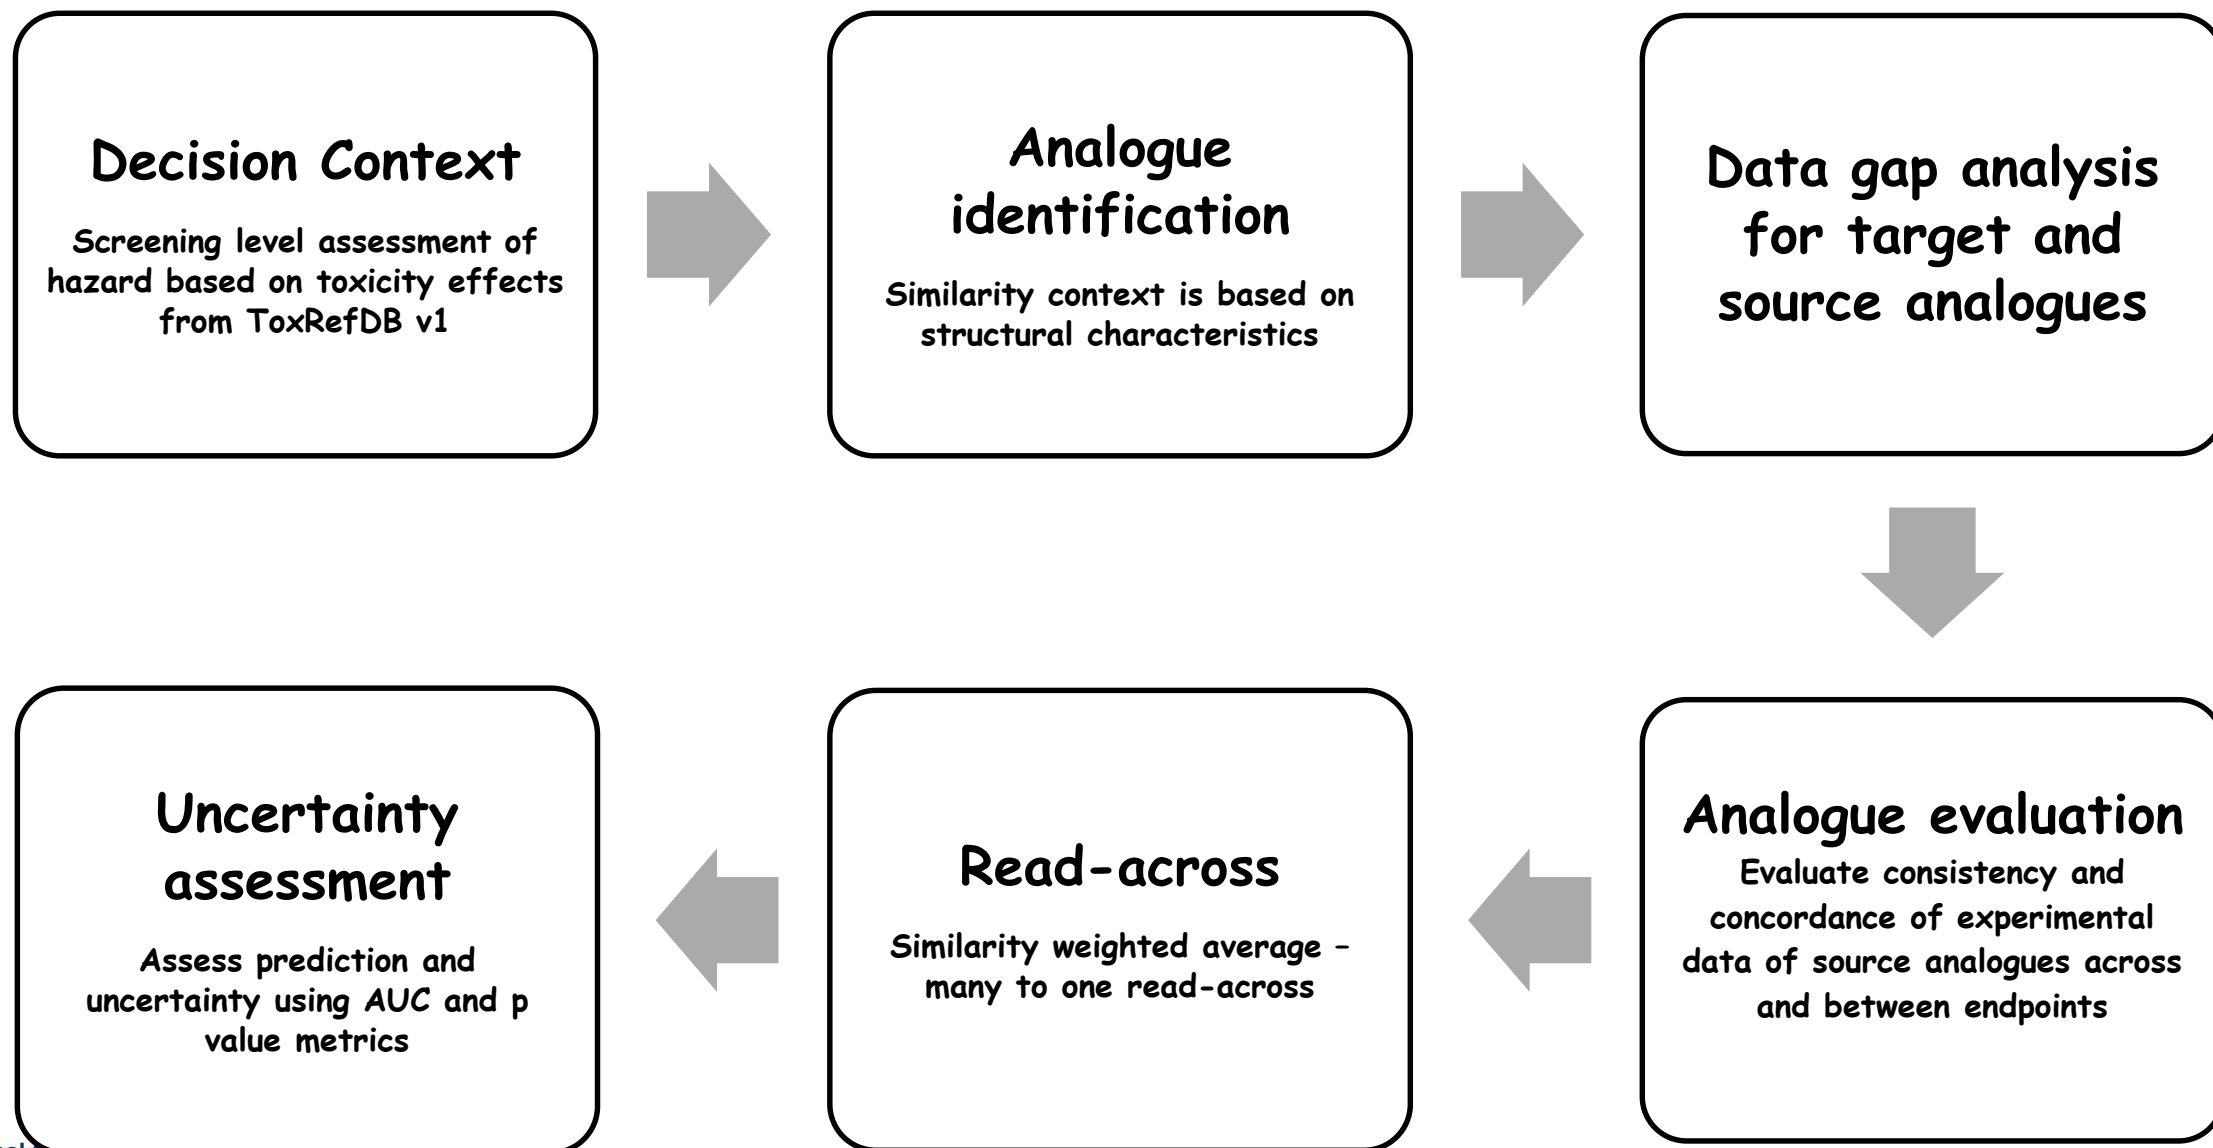 Decision Context
Screening level assessment of
hazard based on toxicity effects
from ToxRefDB v1
Analogue
identification
Similarity context is based on
structural characteristics
Data gap analysis
for target and
source analogues
Analogue evaluation
Evaluate consistency and
concordance of experimental
data of source analogues across
and between endpoints
Read-across
Similarity weighted average –
many to one read-across
Uncertainty
assessment
Assess prediction and
uncertainty using AUC and p
value metrics